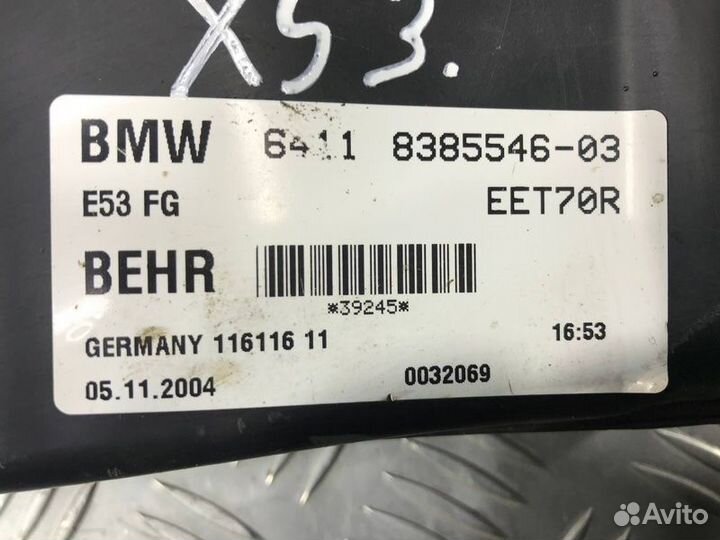 X53.
BMW 6411 8385546-03
E53 FG EET70R
BEHR
*39245*
GERMANY 116116 11 16:53
05.11.2004 0032069
Avito